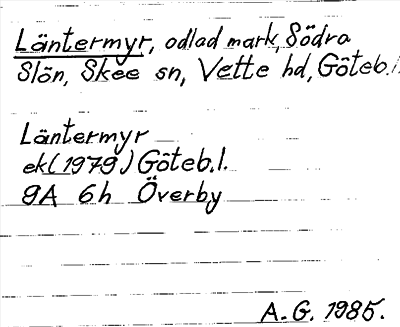 Läntermyr, odlad mark, Södra
Slön, Skee sn, Vette hd, Göteb. l.
Läntermyr
ek (1979) Göteb. l.
9A 6h Överby
A. G. 1985.